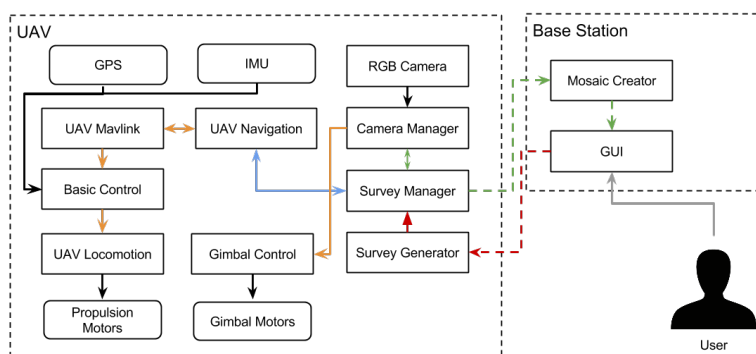 UAV
Base Station
GPS
IMU
RGB Camera
Mosaic Creator
UAV Mavlink
UAV Navigation
Camera Manager
GUI
Basic Control
Survey Manager
UAV Locomotion
Gimbal Control
Survey Generator
Propulsion
Motors
Gimbal Motors
User